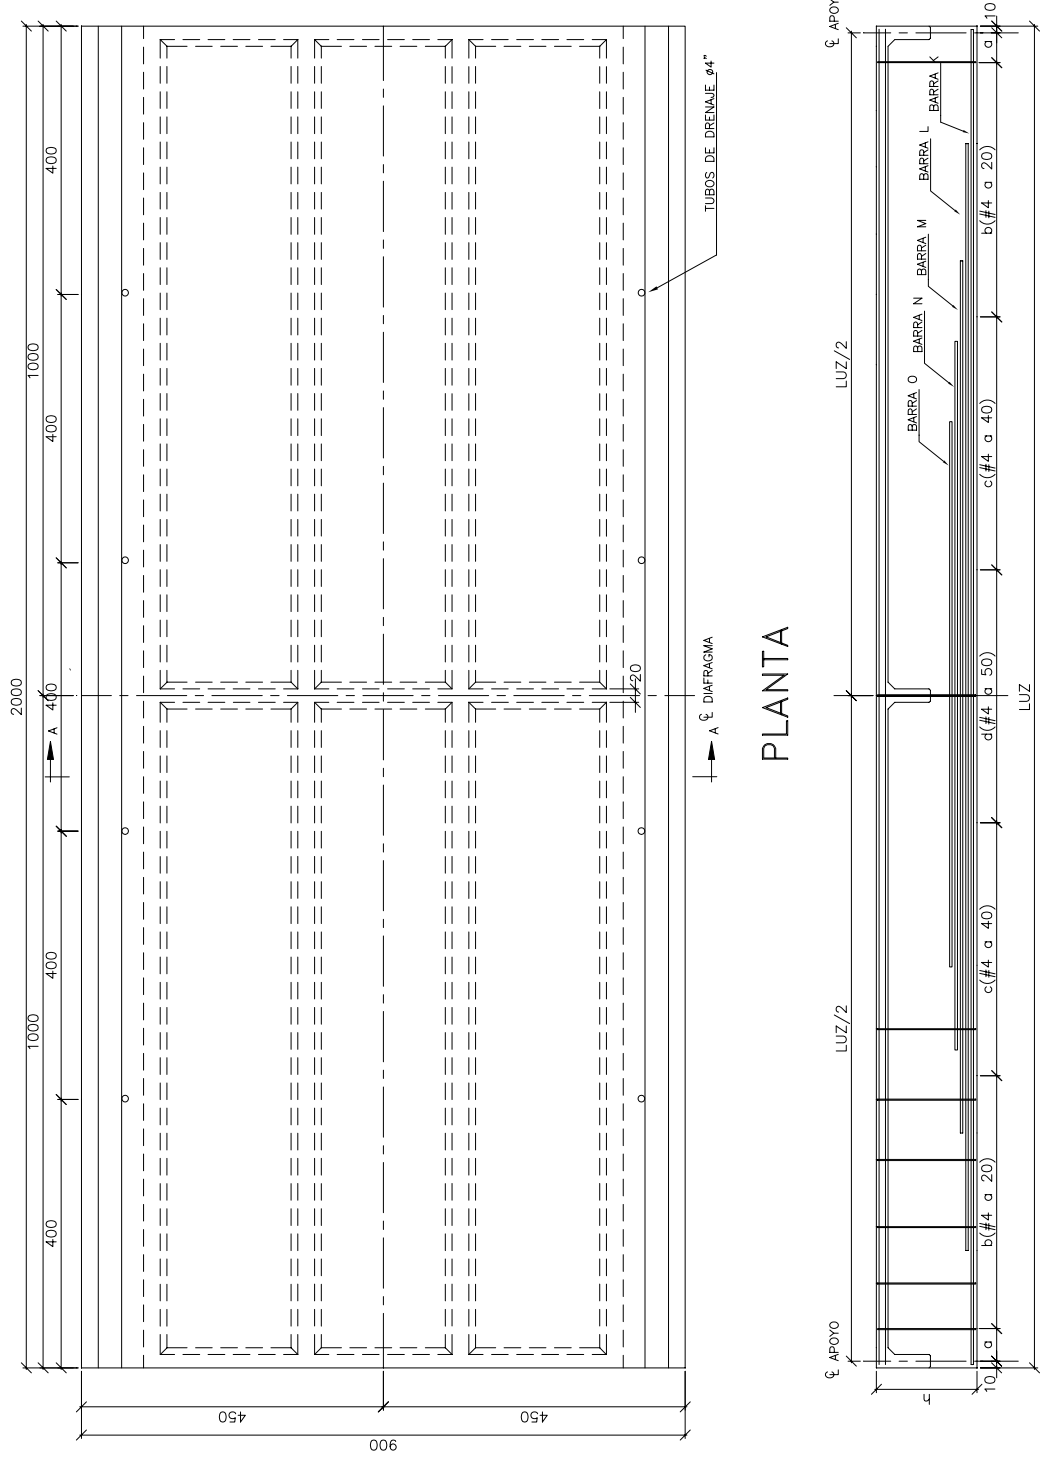 2000
1000
1000
400
400
400
400
400
A
450
450
900
20
A
℄ DIAFRAGMA
TUBOS DE DRENAJE ø4"
PLANTA
℄ APOYO
LUZ/2
LUZ/2
℄ APOYO
BARRA O
BARRA N
BARRA M
BARRA L
BARRA K
h
10
a
b(#4 a 20)
c(#4 a 40)
d(#4 a 50)
c(#4 a 40)
b(#4 a 20)
a
10
LUZ